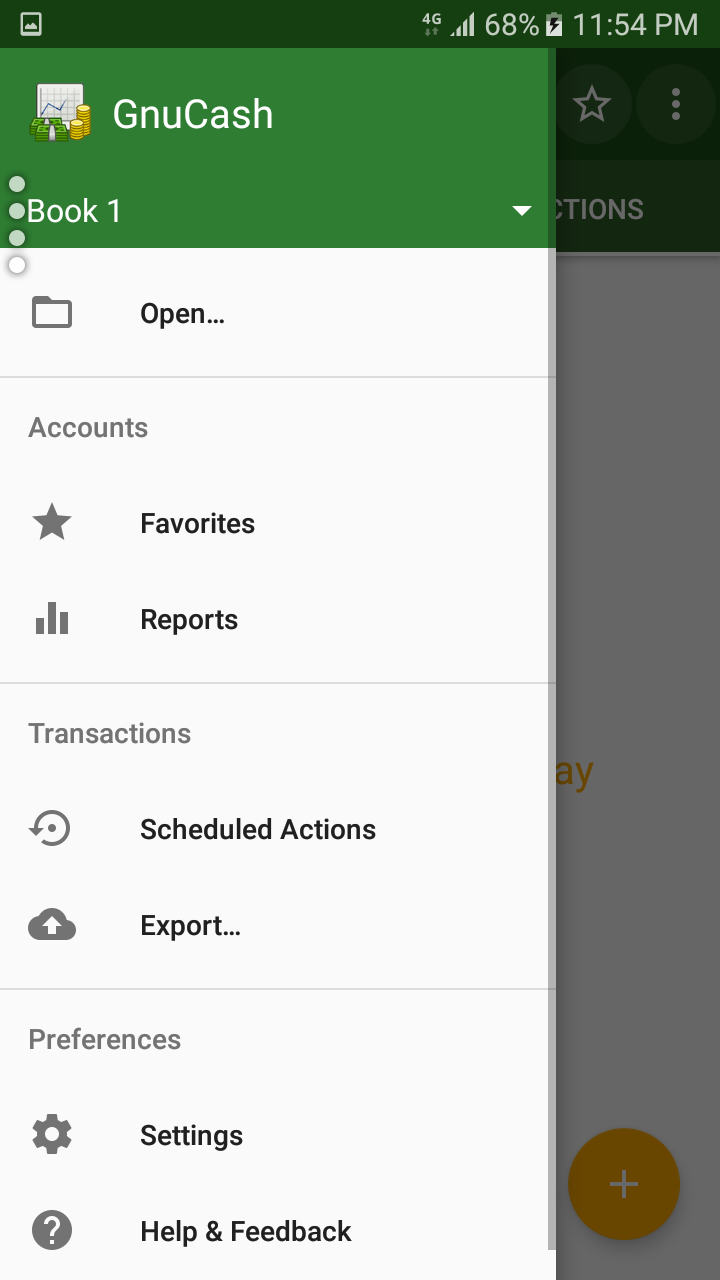 4G 68% 11:54 PM
GnuCash
Book 1
CTIONS
Open...
Accounts
Favorites
Reports
Transactions
ay
Scheduled Actions
Export...
Preferences
Settings
Help & Feedback